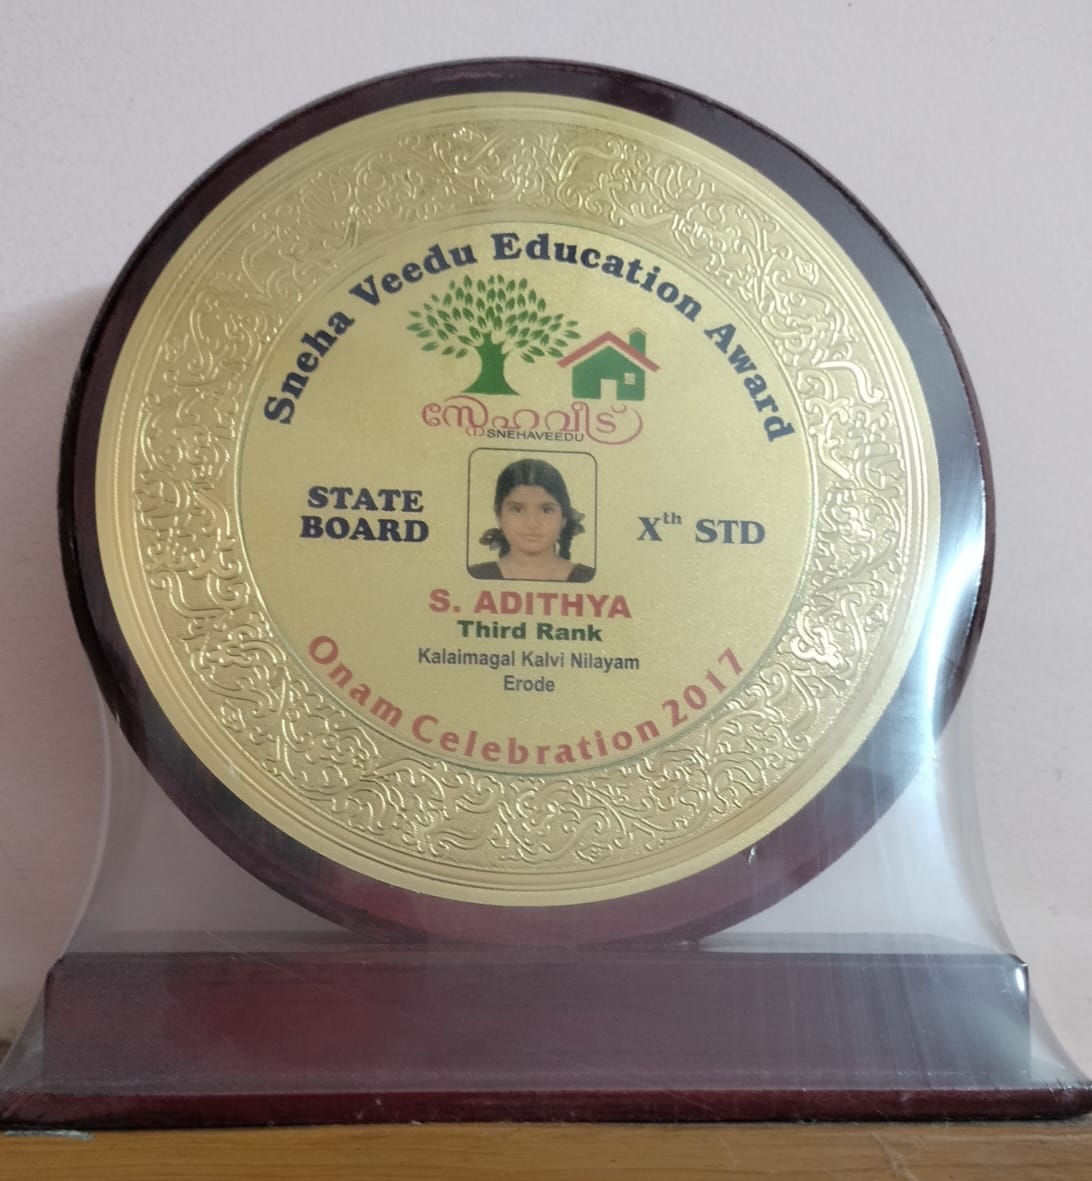 Sneha Veedu Education Award
സ്നേഹവീട്
SNEHAVEEDU
STATE
BOARD
Xth STD
S. ADITHYA
Third Rank
Kalaimagal Kalvi Nilayam
Erode
Onam Celebration 2017